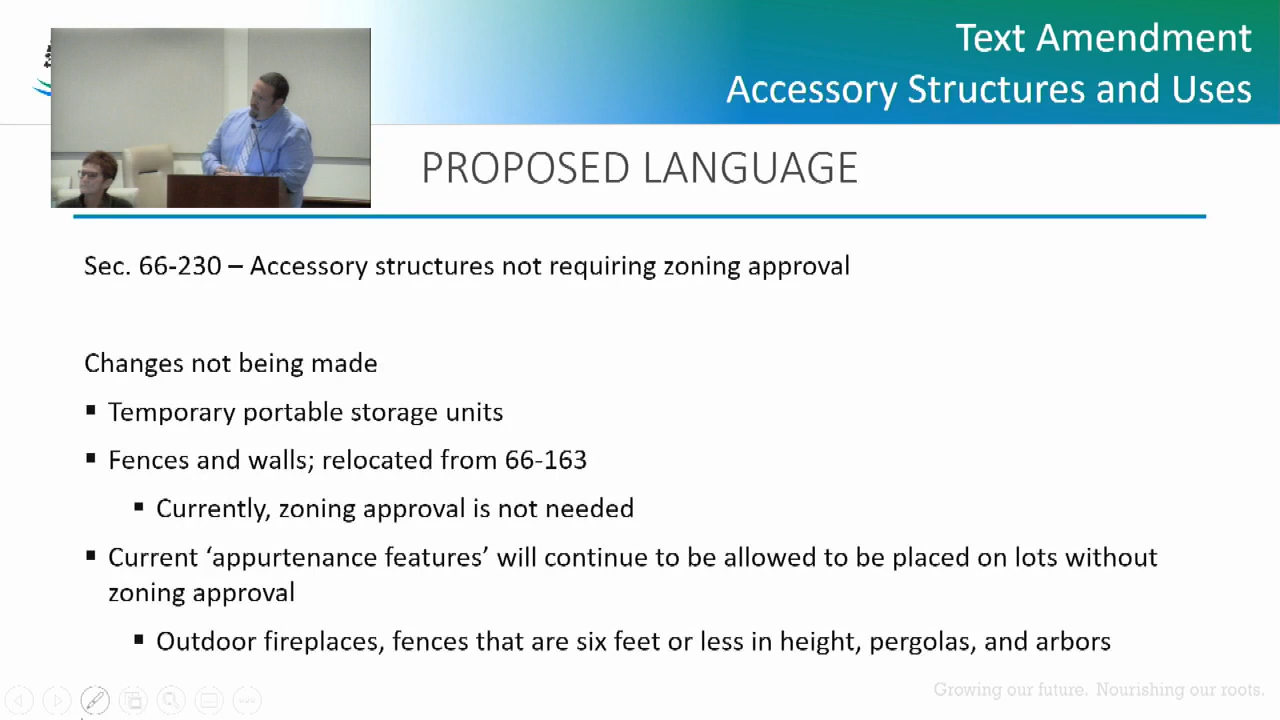 Text Amendment
Accessory Structures and Uses
PROPOSED LANGUAGE
Sec. 66-230 – Accessory structures not requiring zoning approval
Changes not being made
▪ Temporary portable storage units
▪ Fences and walls; relocated from 66-163
▪ Currently, zoning approval is not needed
▪ Current ‘appurtenance features’ will continue to be allowed to be placed on lots without
zoning approval
▪ Outdoor fireplaces, fences that are six feet or less in height, pergolas, and arbors
Growing our future. Nourishing our roots.